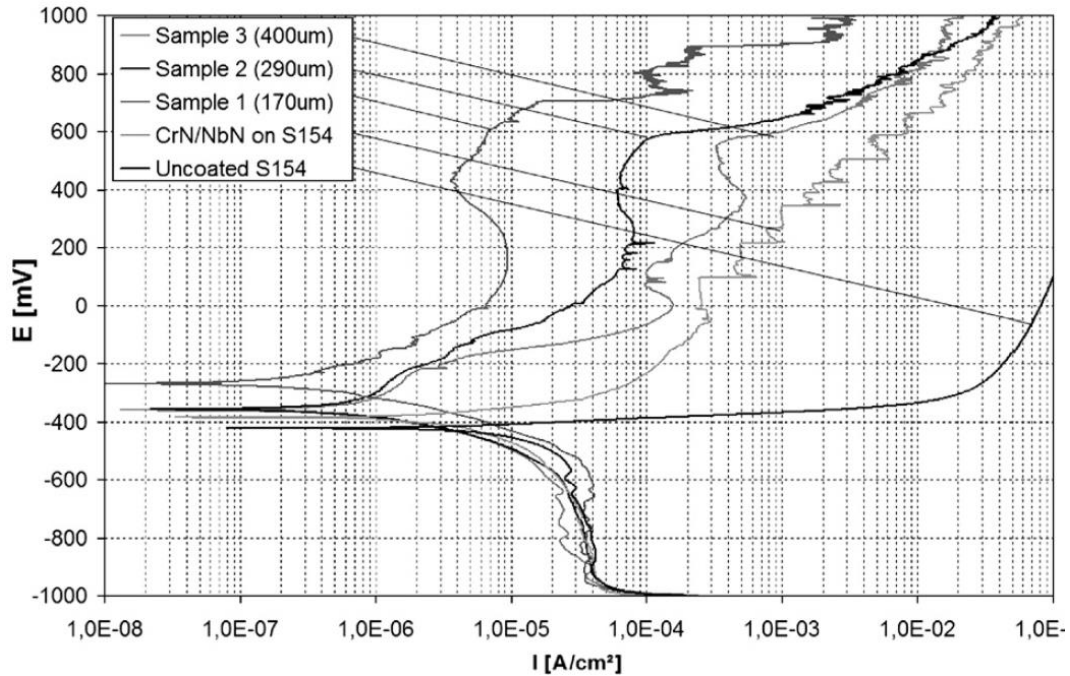 1000
800
600
400
200
0
-200
-400
-600
-800
-1000
E [mV]
Sample 3 (400um)
Sample 2 (290um)
Sample 1 (170um)
CrN/NbN on S154
Uncoated S154
1,0E-08 1,0E-07 1,0E-06 1,0E-05 1,0E-04 1,0E-03 1,0E-02 1,0E-
I [A/cm²]